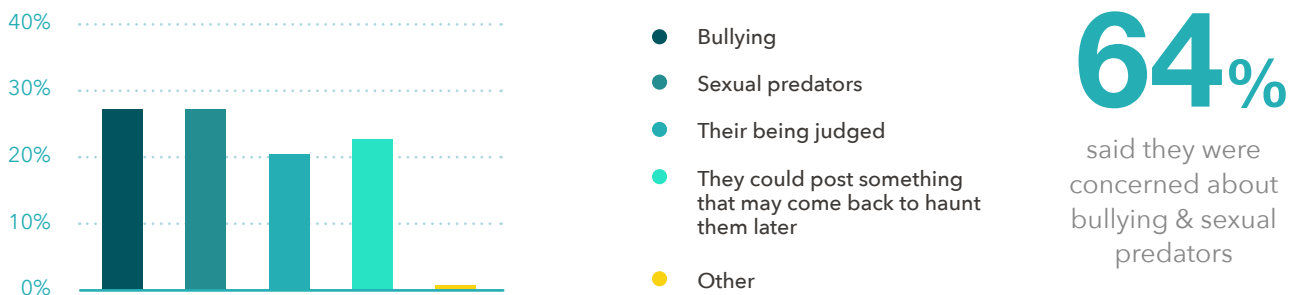 40%
30%
20%
10%
0%
Bullying
Sexual predators
Their being judged
They could post something
that may come back to haunt
them later
Other
64%
said they were
concerned about
bullying & sexual
predators